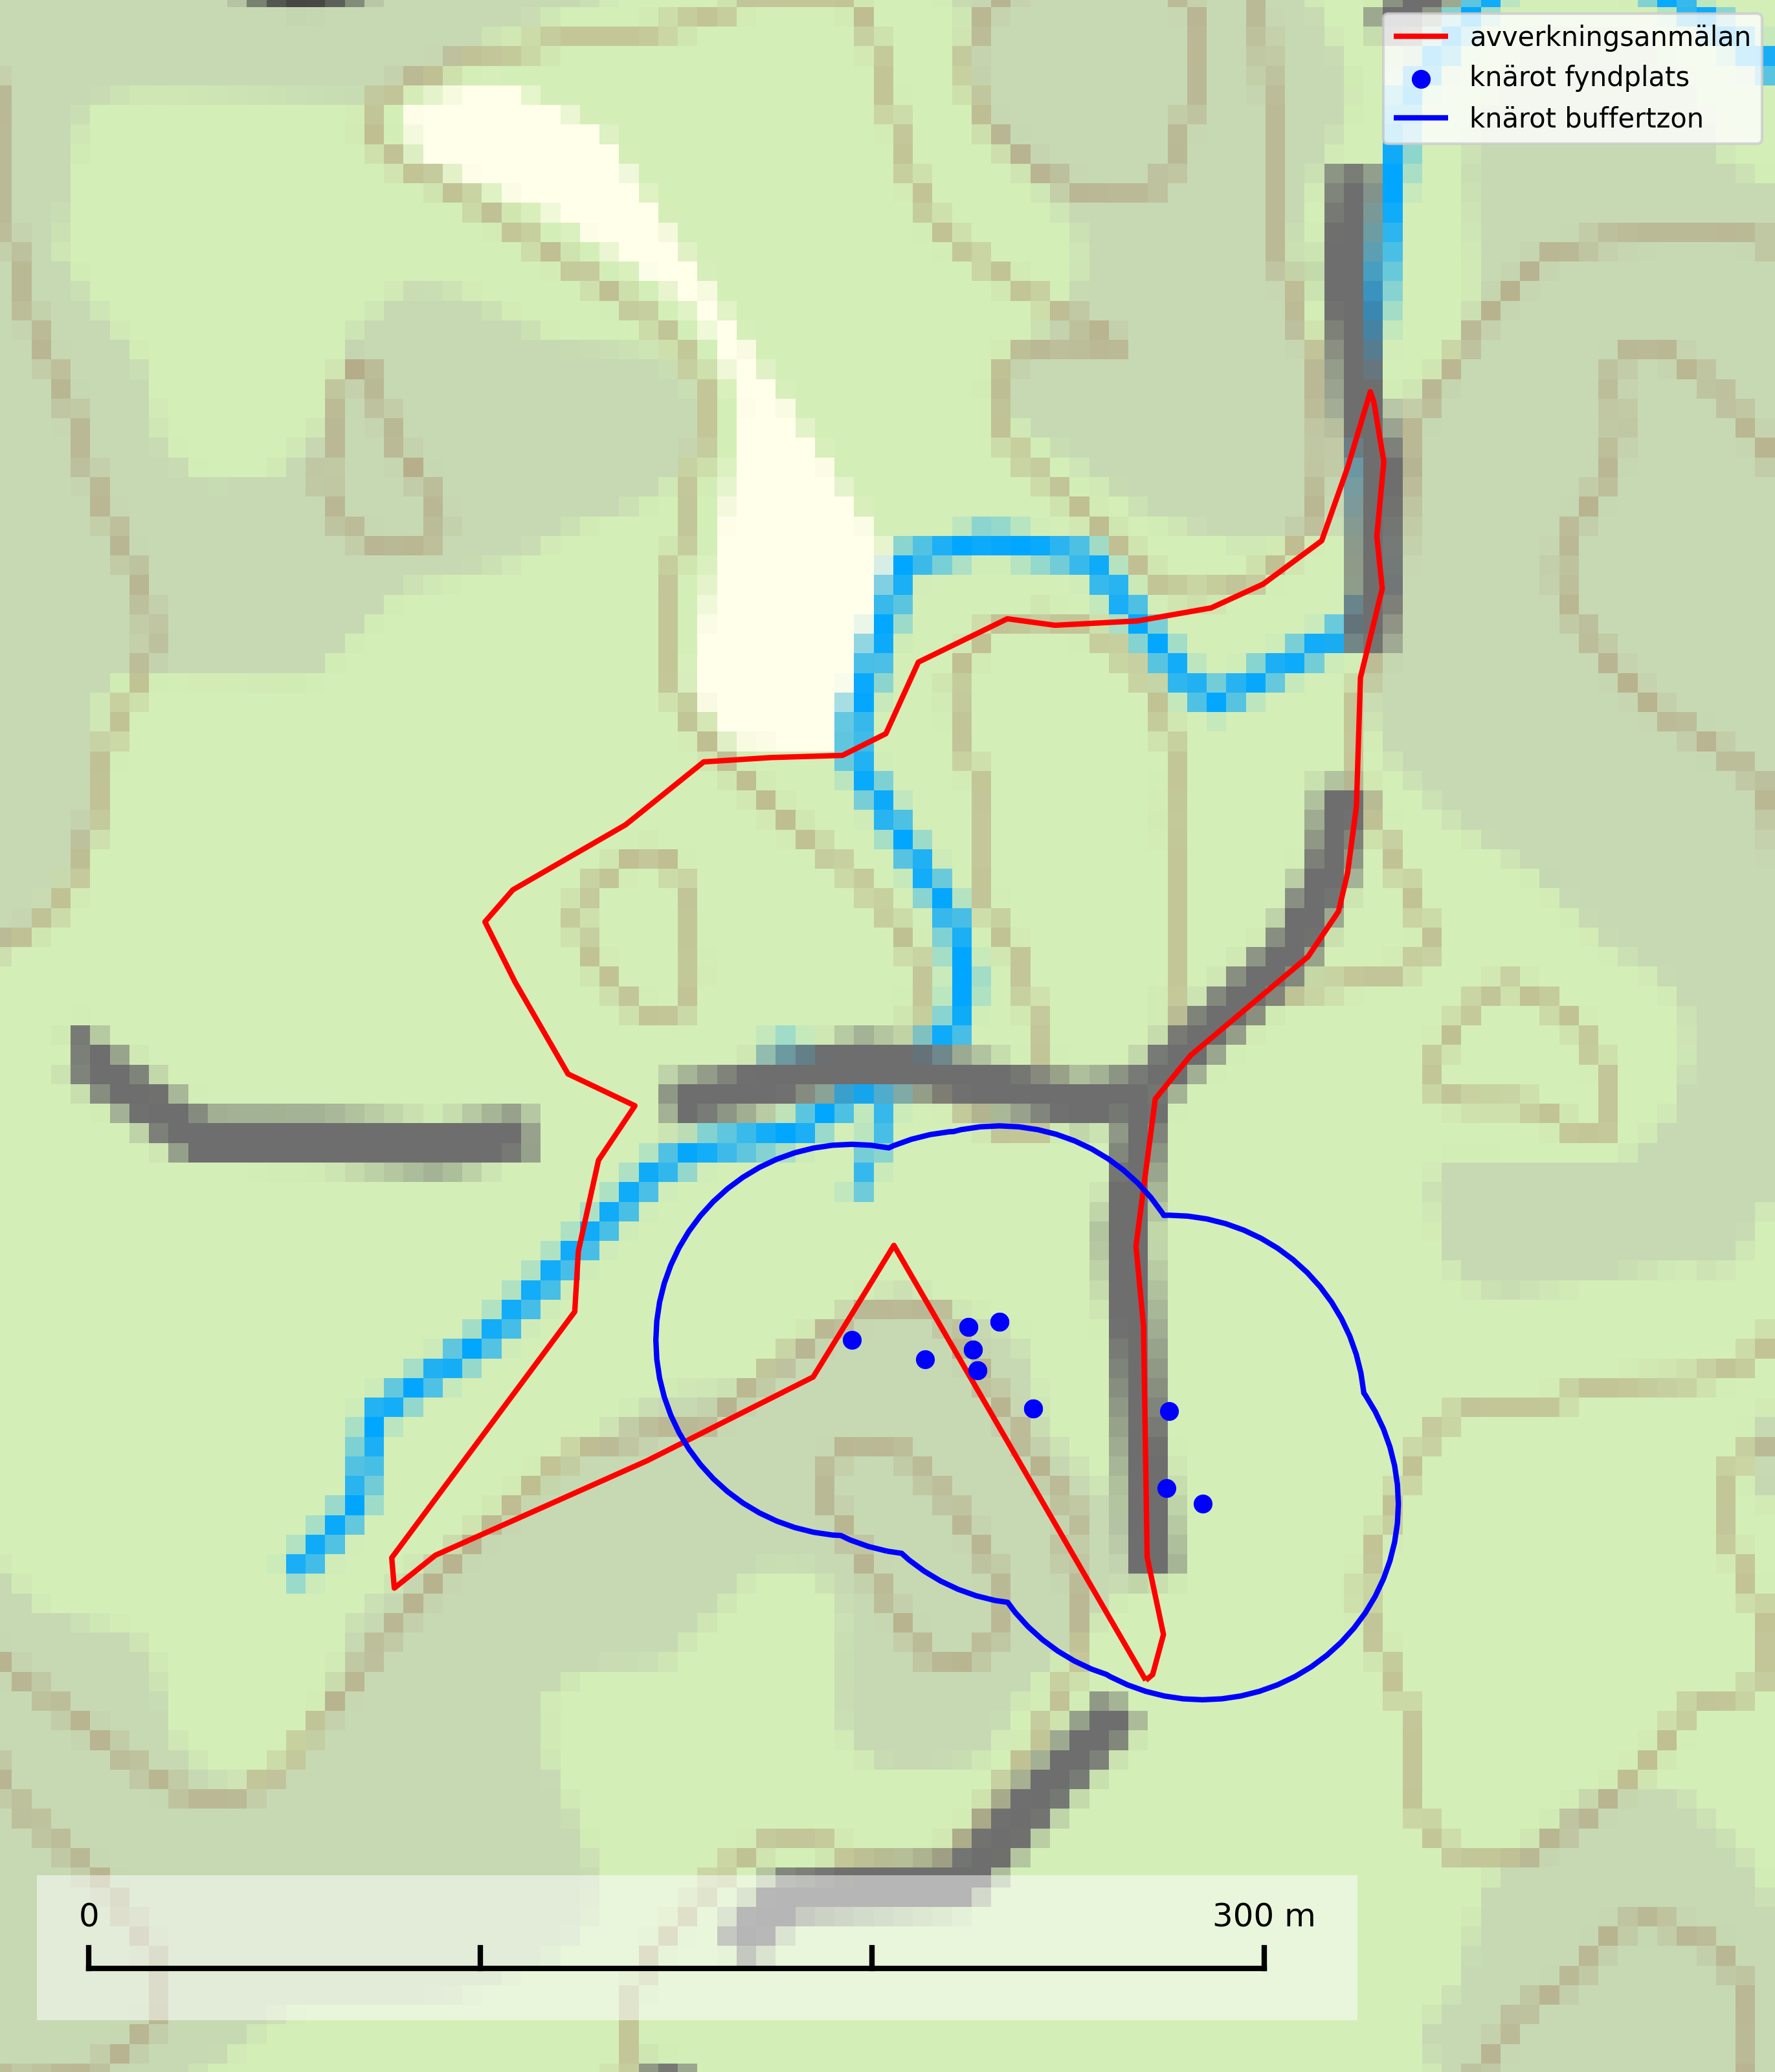 avverkningsanmälan
knärot fyndplats
knärot buffertzon
0 300 m